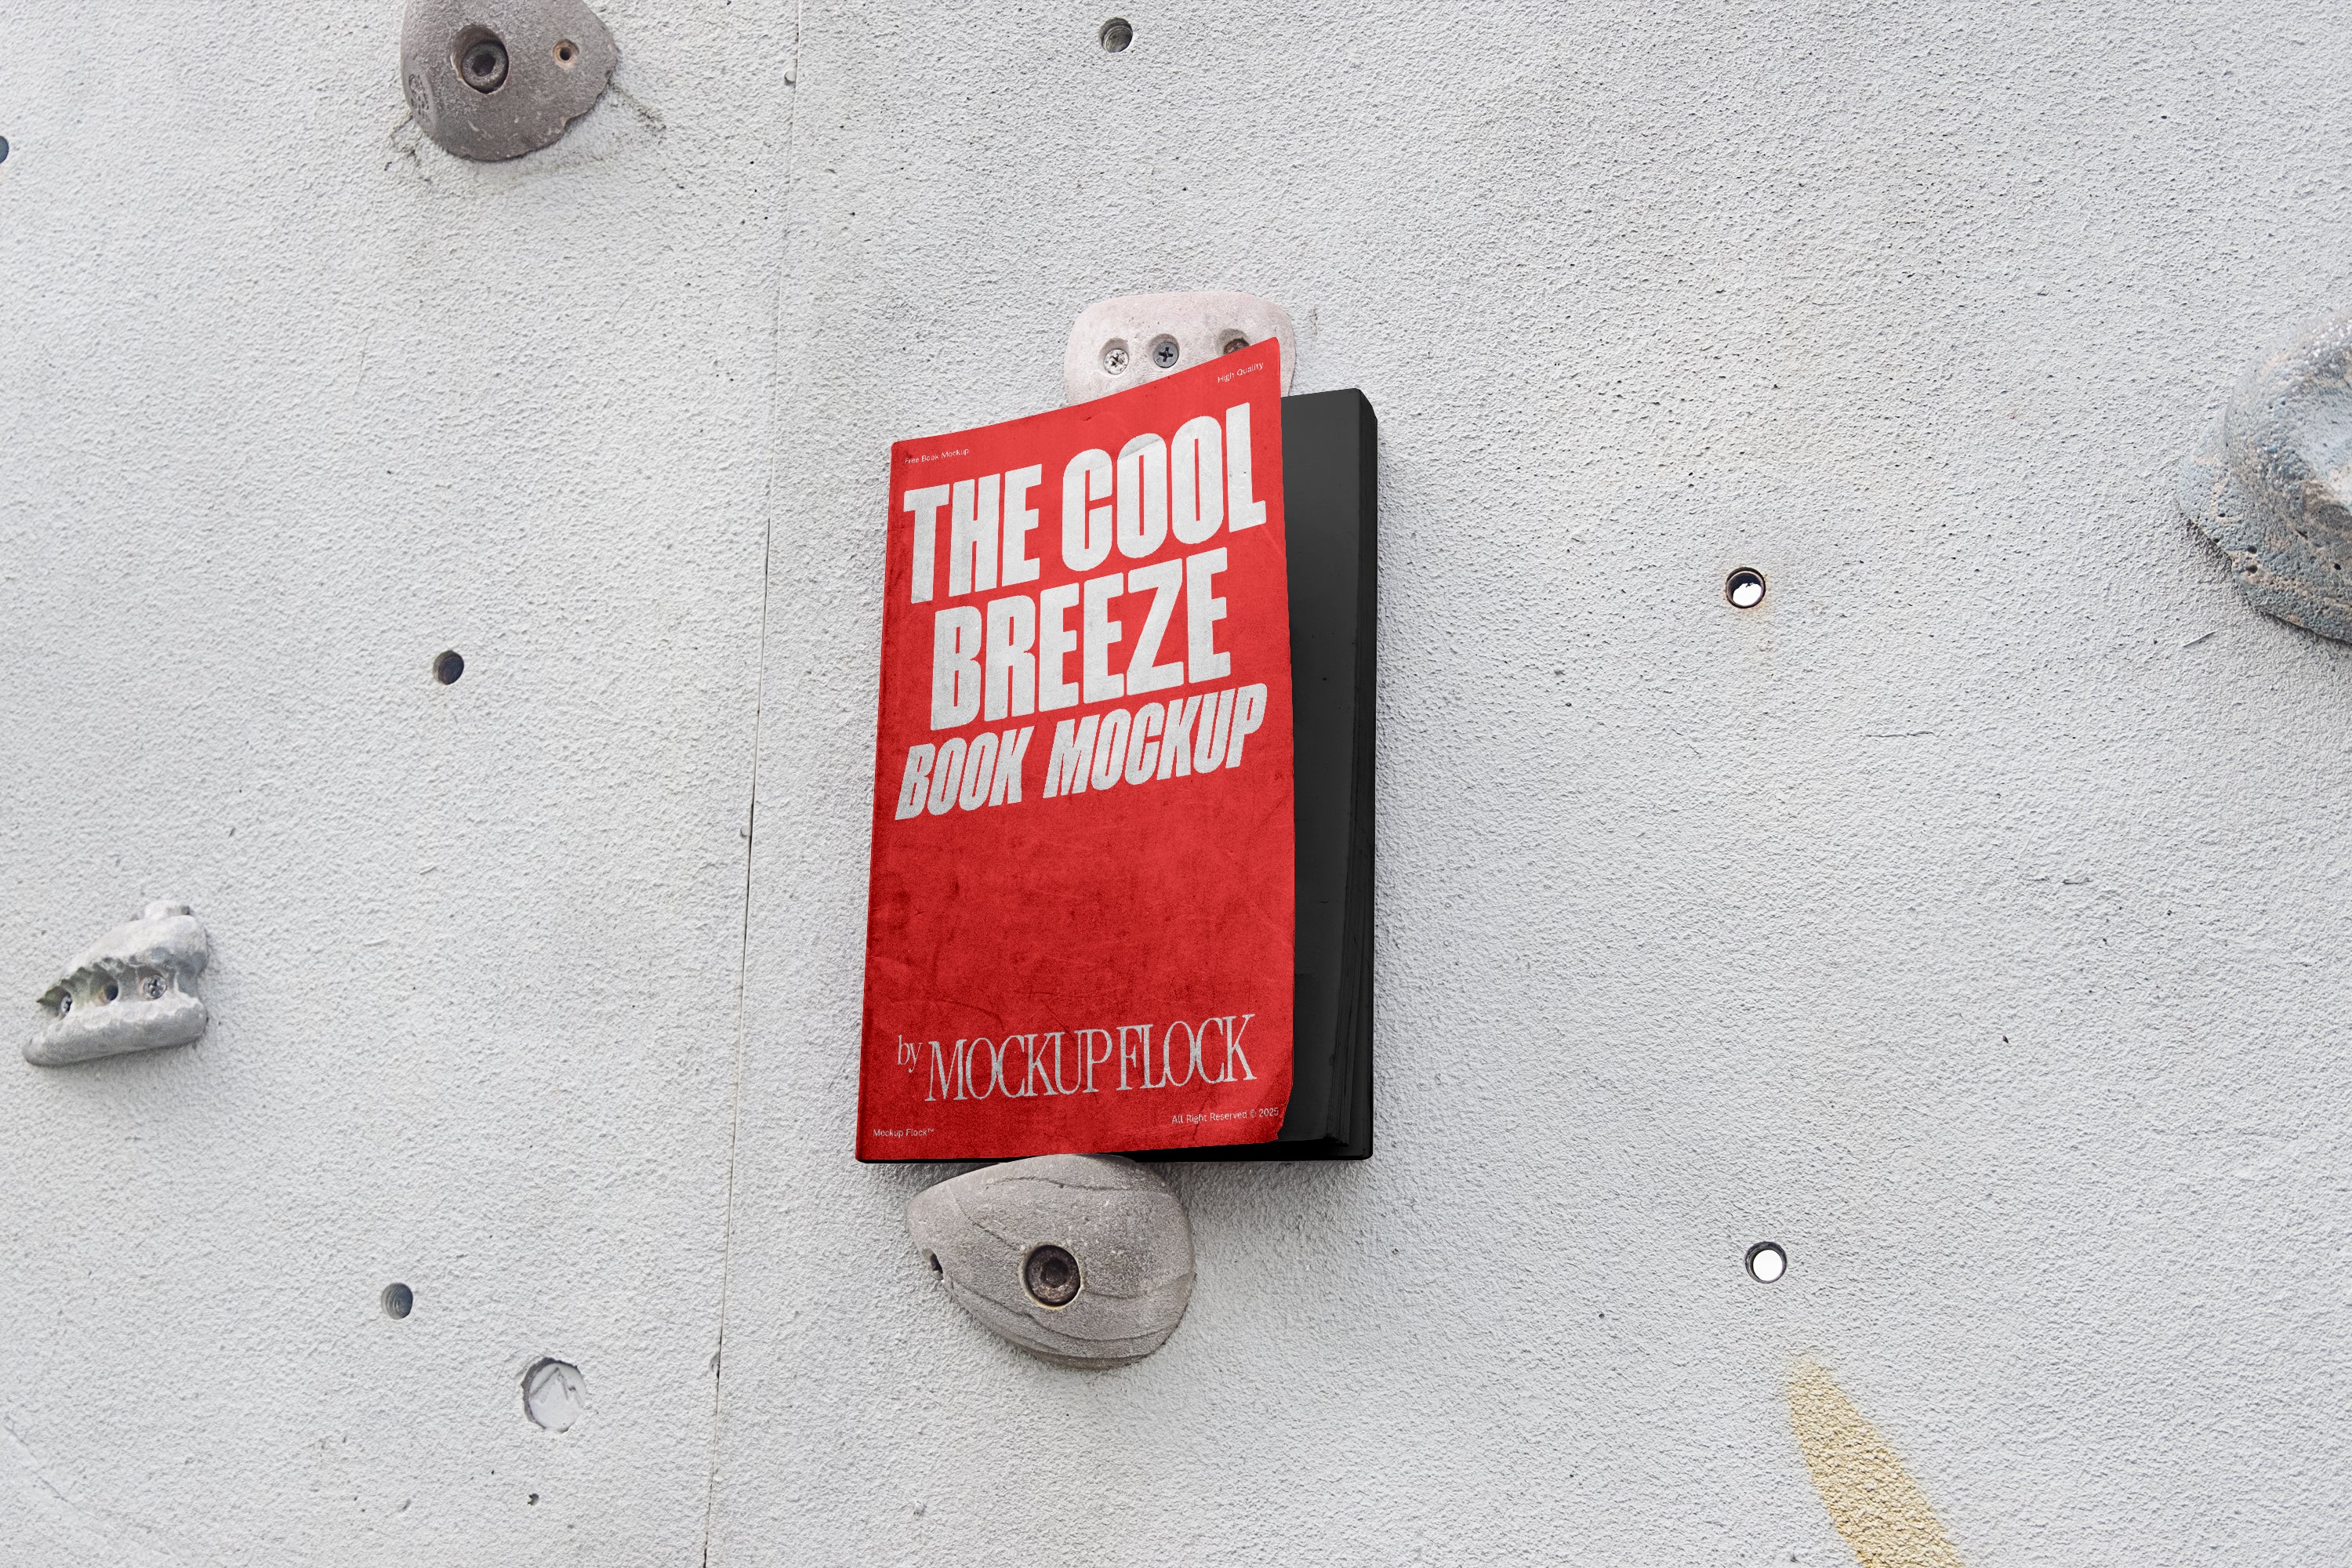 Free Book Mockup
High Quality
THE COOL
BREEZE
BOOK MOCKUP
by MOCKUP FLOCK
Mockup Flock™
All Right Reserved © 2025